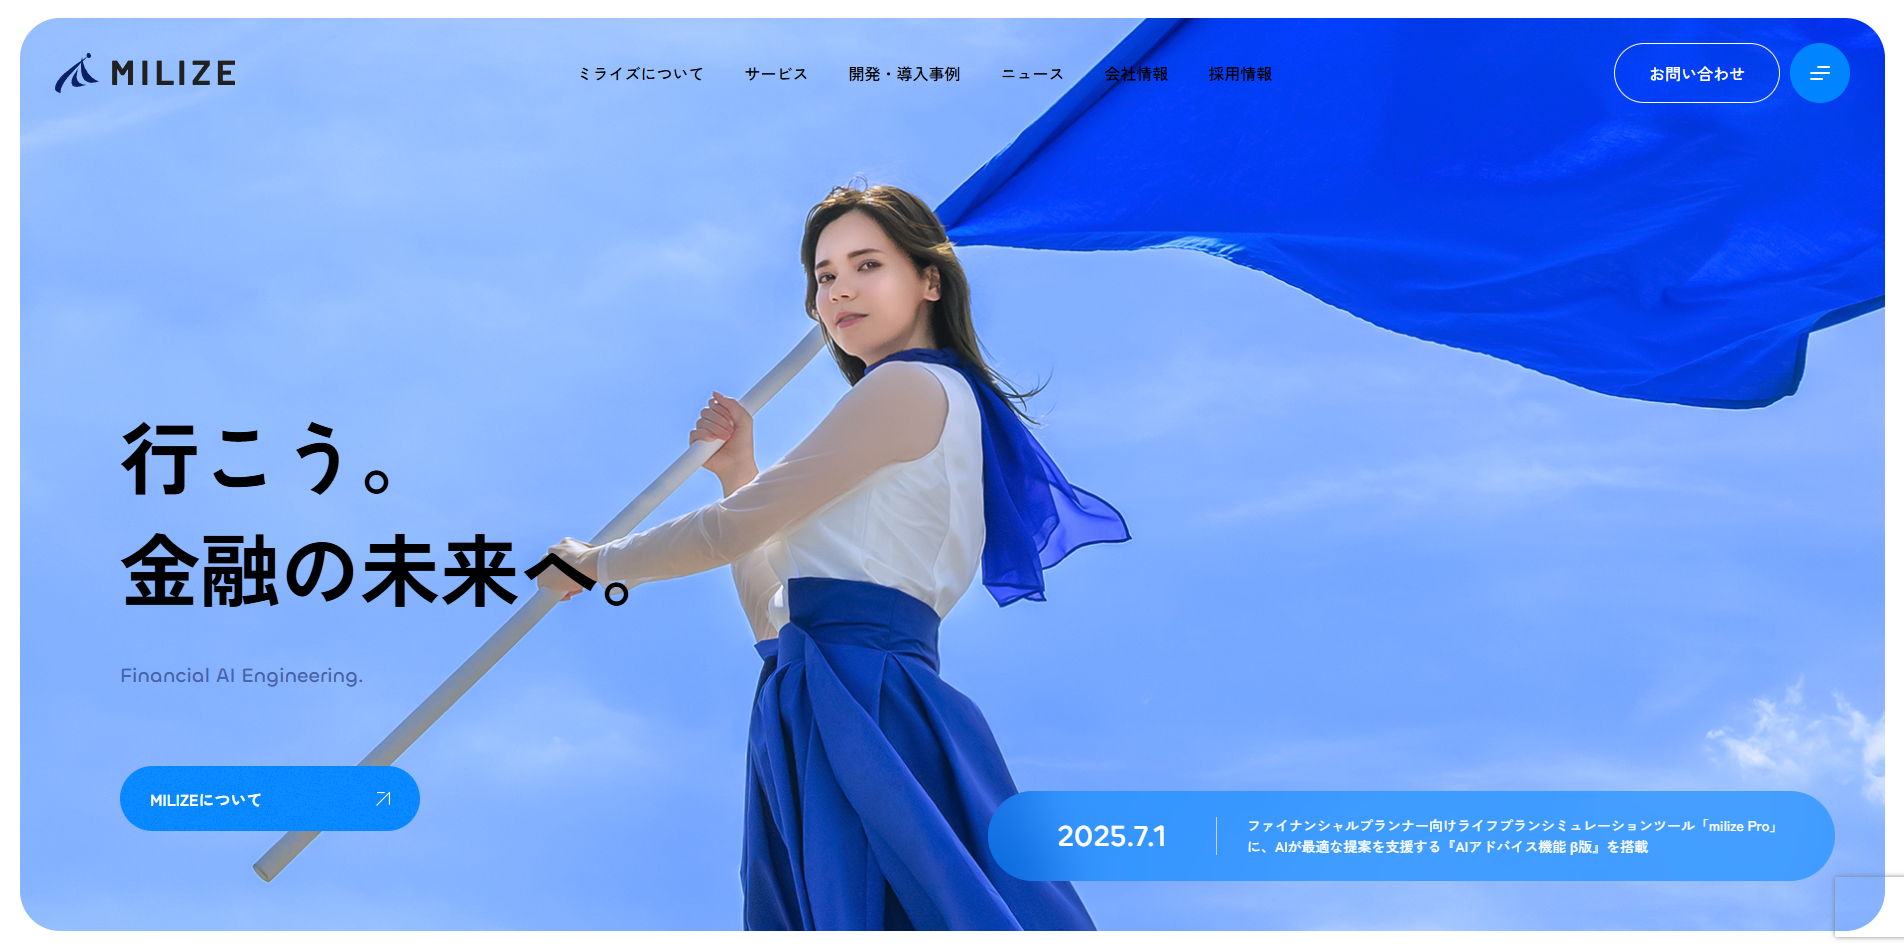 MILIZE
ミライズについて
サービス
開発・導入事例
ニュース
会社情報
採用情報
お問い合わせ
行こう。
金融の未来へ。
Financial AI Engineering.
MILIZEについて
2025.7.1
ファイナンシャルプランナー向けライフプランシミュレーションツール「milize Pro」
に、AIが最適な提案を支援する『AIアドバイス機能 β版』を搭載